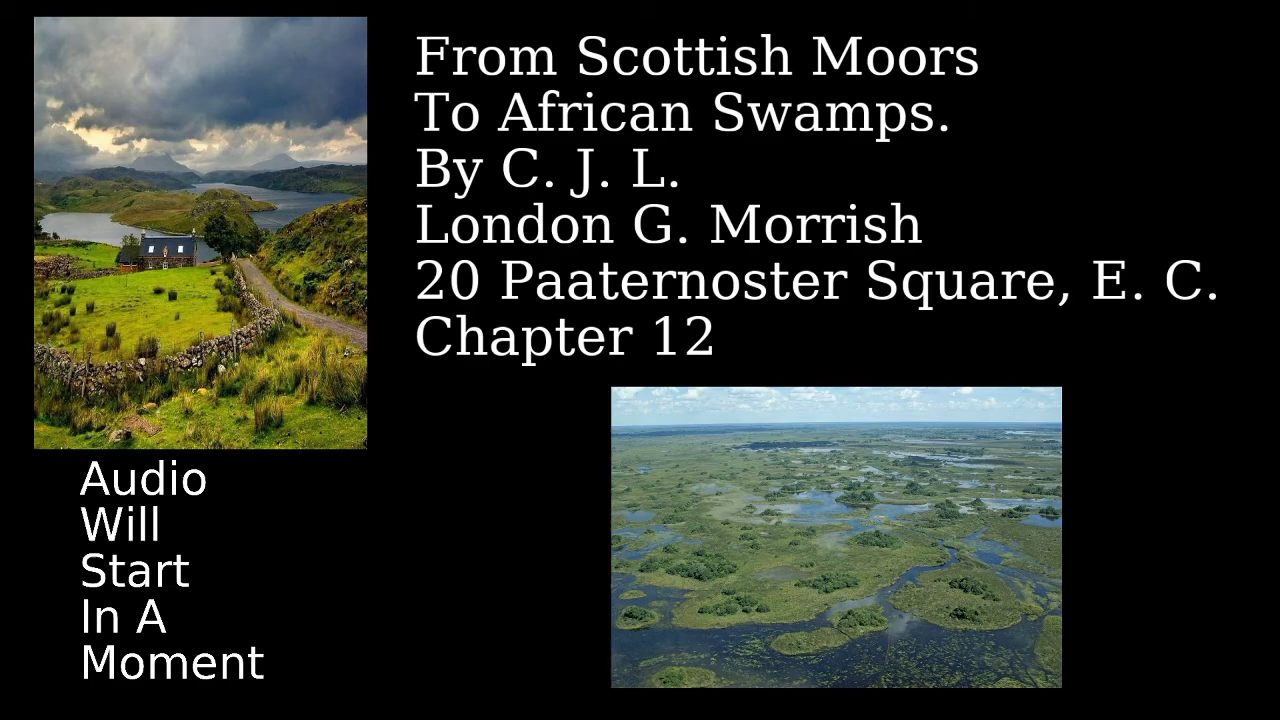 From Scottish Moors
To African Swamps.
By C. J. L.
London G. Morrish
20 Paaternoster Square, E. C.
Chapter 12
Audio
Will
Start
In A
Moment